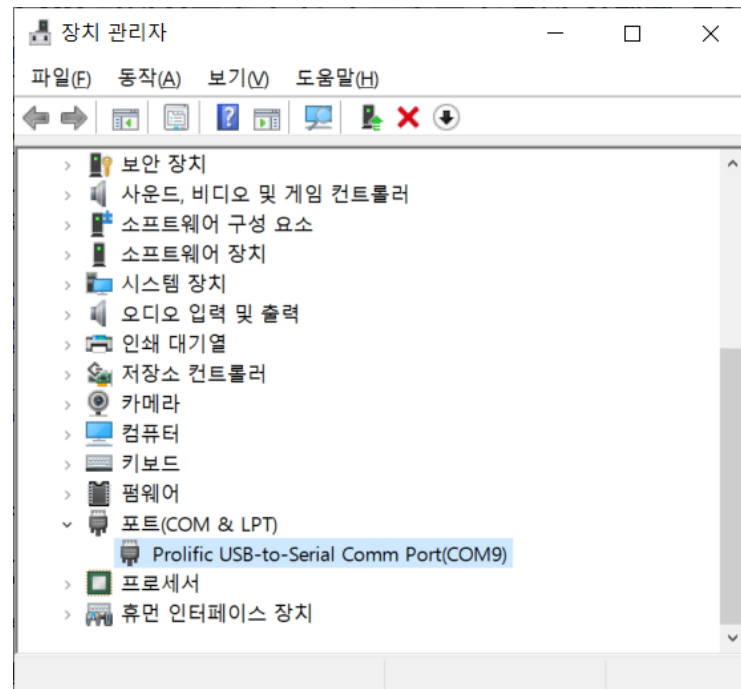 장치 관리자
파일(F) 동작(A) 보기(V) 도움말(H)
보안 장치
사운드, 비디오 및 게임 컨트롤러
소프트웨어 구성 요소
소프트웨어 장치
시스템 장치
오디오 입력 및 출력
인쇄 대기열
저장소 컨트롤러
카메라
컴퓨터
키보드
펌웨어
포트(COM & LPT)
Prolific USB-to-Serial Comm Port(COM9)
프로세서
휴먼 인터페이스 장치